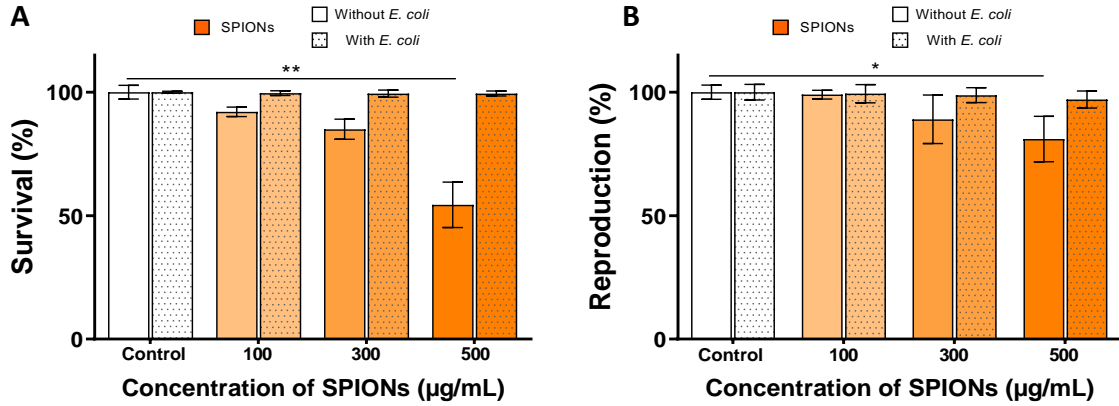 A
SPIONs
Without E. coli
With E. coli
**
100
50
0
Survival (%)
Control 100 300 500
Concentration of SPIONs (µg/mL)
B
SPIONs
Without E. coli
With E. coli
*
100
50
0
Reproduction (%)
Control 100 300 500
Concentration of SPIONs (µg/mL)